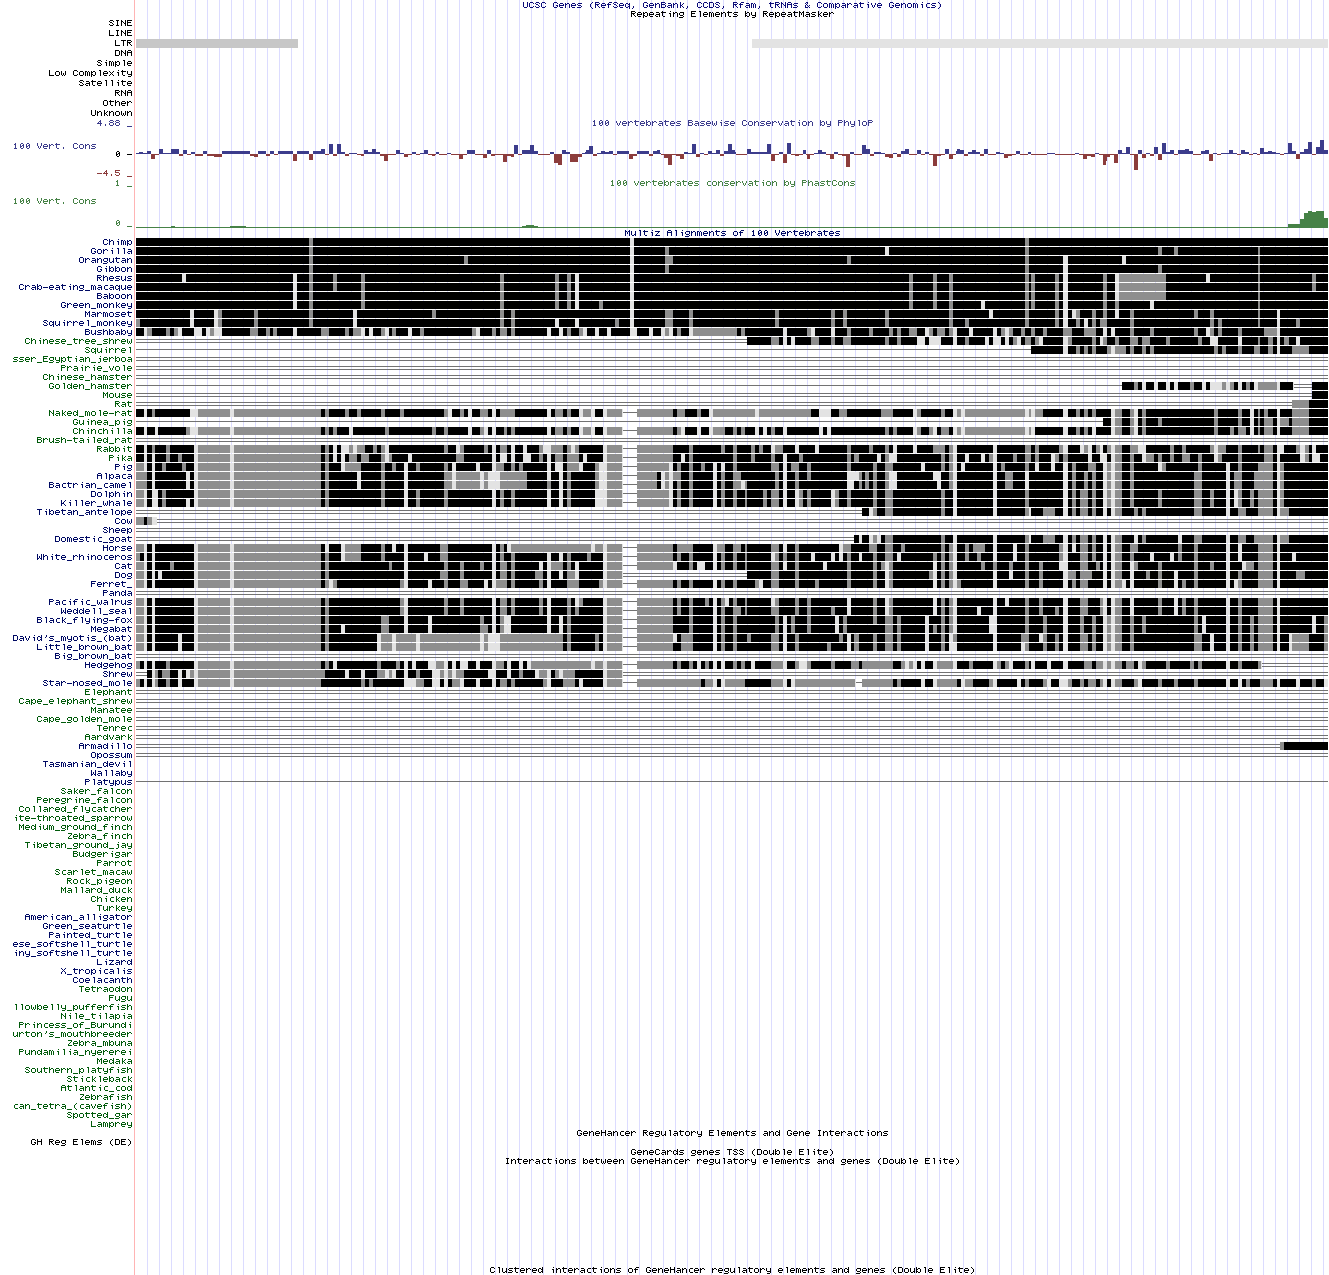 UCSC Genes (RefSeq, GenBank, CCDS, Rfam, tRNAs & Comparative Genomics)
Repeating Elements by RepeatMasker
SINE
LINE
LTR
DNA
Simple
Low Complexity
Satellite
RNA
Other
Unknown
4.88 _
100 vertebrates Basewise Conservation by PhyloP
100 Vert. Cons
0 -
-4.5 _
1 _
100 vertebrates conservation by PhastCons
100 Vert. Cons
0 _
Multiz Alignments of 100 Vertebrates
Chimp
Gorilla
Orangutan
Gibbon
Rhesus
Crab-eating_macaque
Baboon
Green_monkey
Marmoset
Squirrel_monkey
Bushbaby
Chinese_tree_shrew
Squirrel
sser_Egyptian_jerboa
Prairie_vole
Chinese_hamster
Golden_hamster
Mouse
Rat
Naked_mole-rat
Guinea_pig
Chinchilla
Brush-tailed_rat
Rabbit
Pika
Pig
Alpaca
Bactrian_camel
Dolphin
Killer_whale
Tibetan_antelope
Cow
Sheep
Domestic_goat
Horse
White_rhinoceros
Cat
Dog
Ferret_
Panda
Pacific_walrus
Weddell_seal
Black_flying-fox
Megabat
David's_myotis_(bat)
Little_brown_bat
Big_brown_bat
Hedgehog
Shrew
Star-nosed_mole
Elephant
Cape_elephant_shrew
Manatee
Cape_golden_mole
Tenrec
Aardvark
Armadillo
Opossum
Tasmanian_devil
Wallaby
Platypus
Saker_falcon
Peregrine_falcon
Collared_flycatcher
ite-throated_sparrow
Medium_ground_finch
Zebra_finch
Tibetan_ground_jay
Budgerigar
Parrot
Scarlet_macaw
Rock_pigeon
Mallard_duck
Chicken
Turkey
American_alligator
Green_seaturtle
Painted_turtle
ese_softshell_turtle
iny_softshell_turtle
Lizard
X_tropicalis
Coelacanth
Tetraodon
Fugu
llowbelly_pufferfish
Nile_tilapia
Princess_of_Burundi
urton's_mouthbreeder
Zebra_mbuna
Pundamilia_nyererei
Medaka
Southern_platyfish
Stickleback
Atlantic_cod
Zebrafish
can_tetra_(cavefish)
Spotted_gar
Lamprey
GeneHancer Regulatory Elements and Gene Interactions
GH Reg Elems (DE)
GeneCards genes TSS (Double Elite)
Interactions between GeneHancer regulatory elements and genes (Double Elite)
Clustered interactions of GeneHancer regulatory elements and genes (Double Elite)